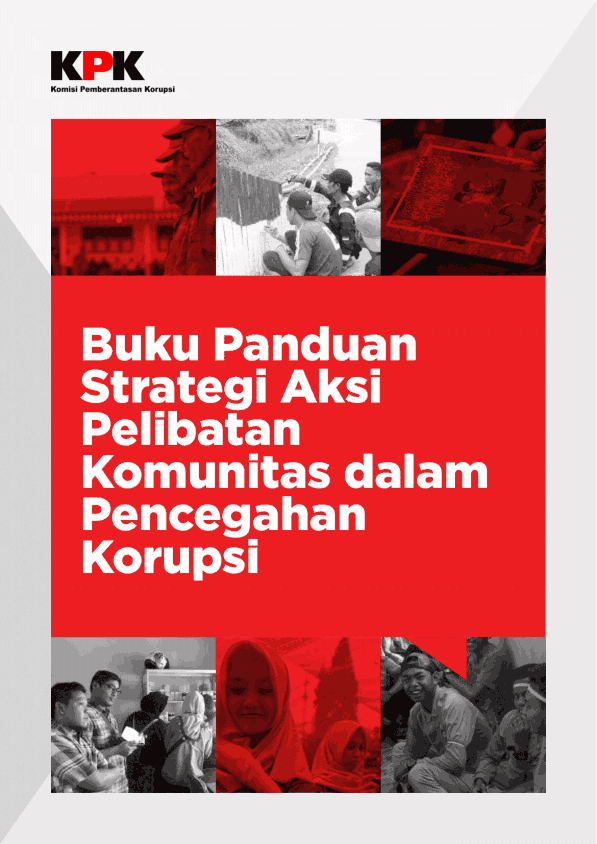 KPK
Komisi Pemberantasan Korupsi
Buku Panduan
Strategi Aksi
Pelibatan
Komunitas dalam
Pencegahan
Korupsi